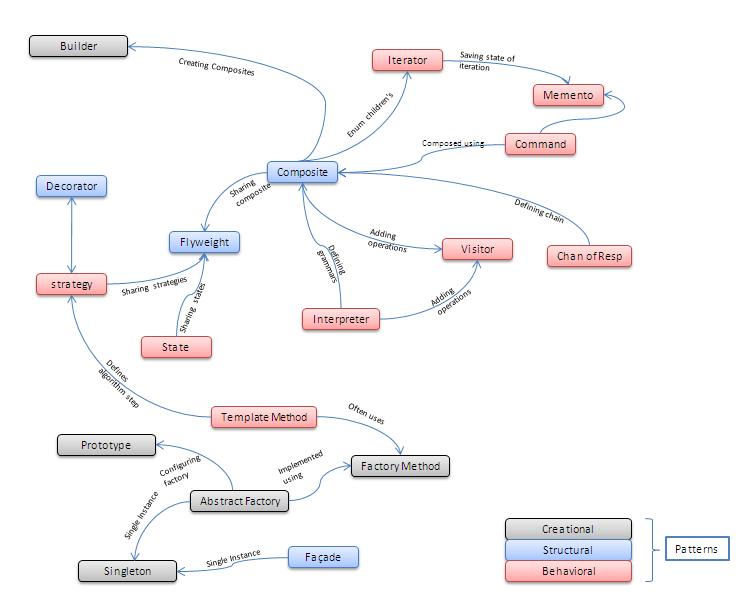 Builder
Creating Composites
Iterator
Saving state of
iteration
Memento
Enum children's
Composed using
Command
Composite
Decorator
Sharing
composite
Defining chain
Flyweight
Adding
operations
Visitor
Chan of Resp
Defining
grammars
strategy
Sharing strategies
Sharing states
Adding
operations
Interpreter
State
Defines
algorithm step
Template Method
Often uses
Prototype
Configuring
factory
Implemented
using
Factory Method
Abstract Factory
Single Instance
Singleton
Single Instance
Façade
Creational
Structural
Behavioral
Patterns